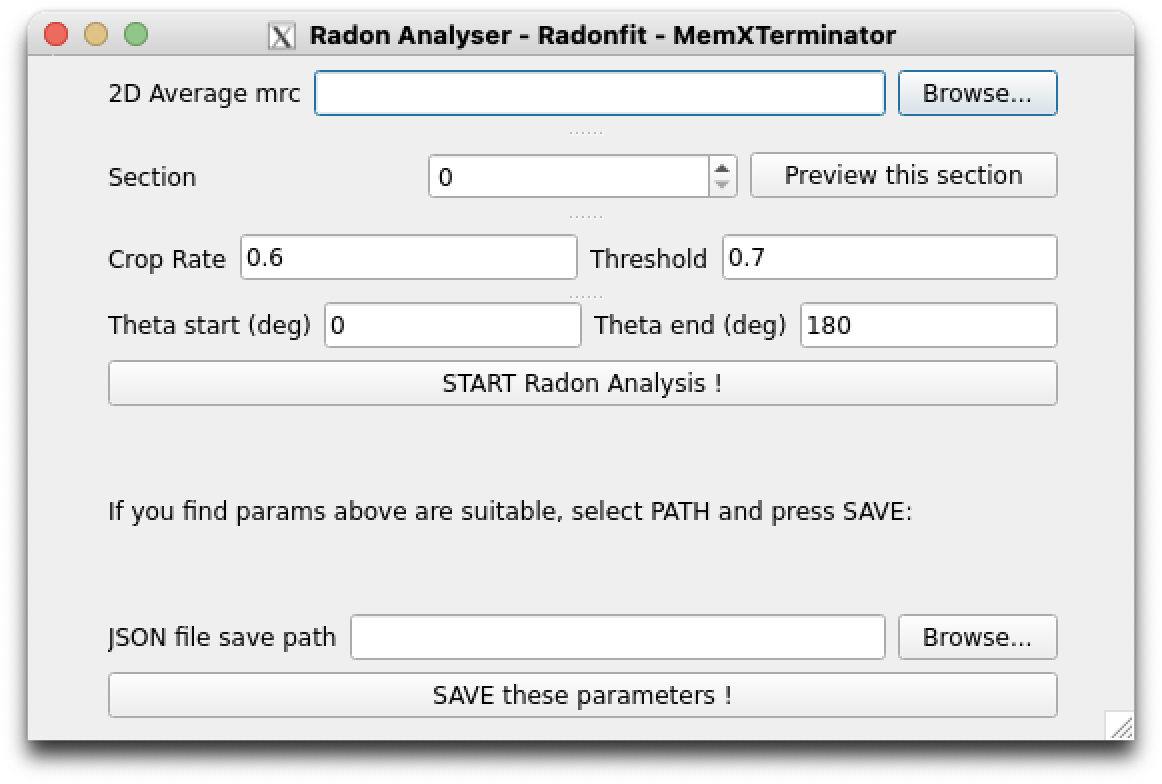 Radon Analyser - Radonfit - MemXTerminator
2D Average mrc Browse...
Section 0 Preview this section
Crop Rate 0.6 Threshold 0.7
Theta start (deg) 0 Theta end (deg) 180
START Radon Analysis !
If you find params above are suitable, select PATH and press SAVE:
JSON file save path Browse...
SAVE these parameters !